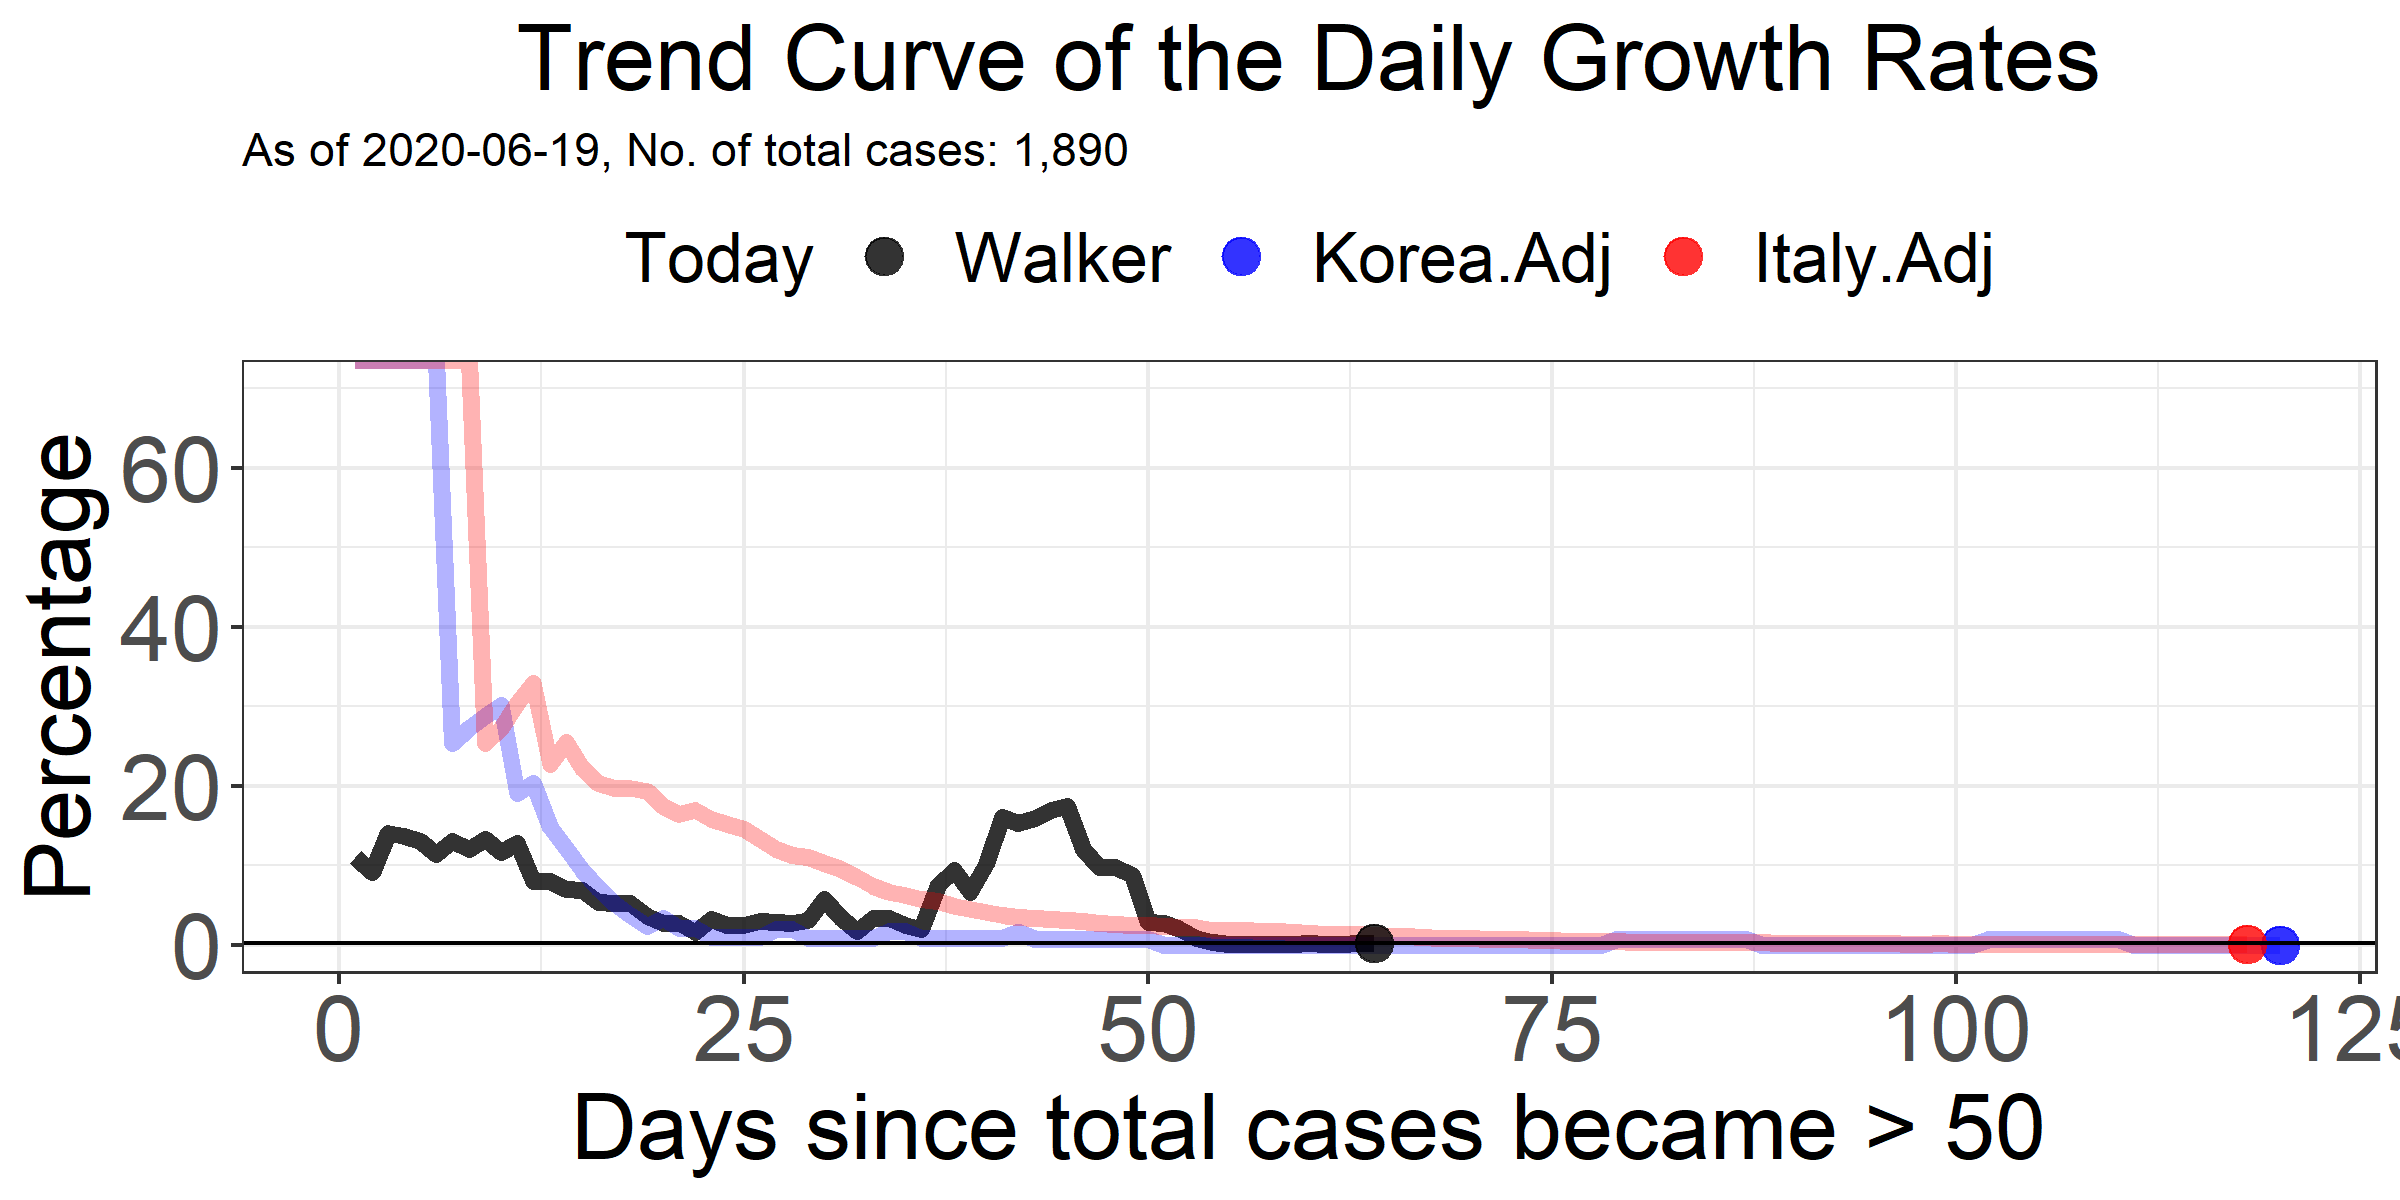 Trend Curve of the Daily Growth Rates
As of 2020-06-19, No. of total cases: 1,890
Today Walker Korea.Adj Italy.Adj
Percentage
60
40
20
0
0 25 50 75 100 125
Days since total cases became > 50